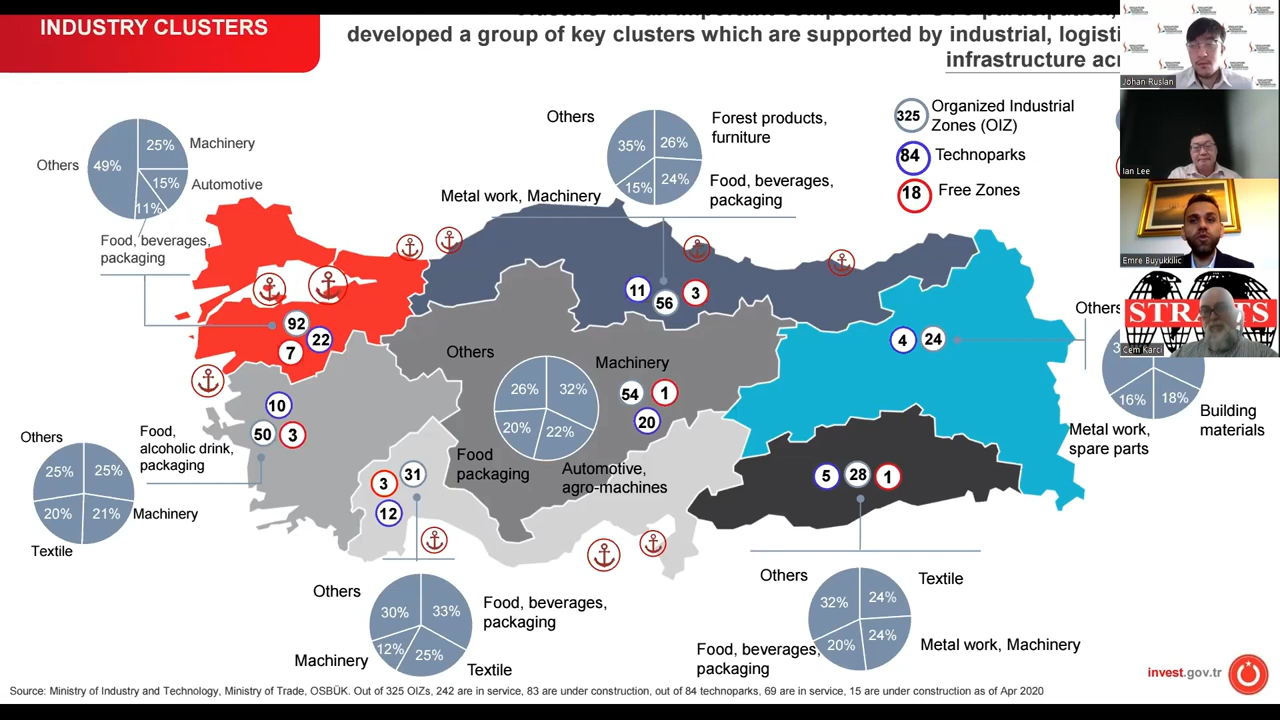 INDUSTRY CLUSTERS
developed a group of key clusters which are supported by industrial,
Johan Ruslan
Ian Lee
Emre Buyukkilic
STRAITS
Cem Karci
325
Organized Industrial
Zones (OIZ)
84
Technoparks
18
Free Zones
Others
49%
25%
Machinery
15%
Automotive
11%
Food, beverages,
packaging
92
22
7
Others
35%
26%
Forest products,
furniture
15%
24%
Food, beverages,
packaging
Metal work, Machinery
11
56
3
Others
26%
32%
Machinery
20%
22%
Food
packaging
Automotive,
agro-machines
54
1
20
4
24
Others
16%
18%
Metal work,
spare parts
Building
materials
10
50
3
Others
Food,
alcoholic drink,
packaging
25%
25%
20%
21%
Machinery
Textile
3
31
12
Others
30%
33%
Food, beverages,
packaging
12%
25%
Machinery
Textile
5
28
1
Others
32%
24%
Textile
20%
24%
Food, beverages,
packaging
Metal work, Machinery
invest.gov.tr
Source: Ministry of Industry and Technology, Ministry of Trade, OSBÜK. Out of 325 OIZs, 242 are in service, 83 are under construction, out of 84 technoparks, 69 are in service, 15 are under construction as of Apr 2020